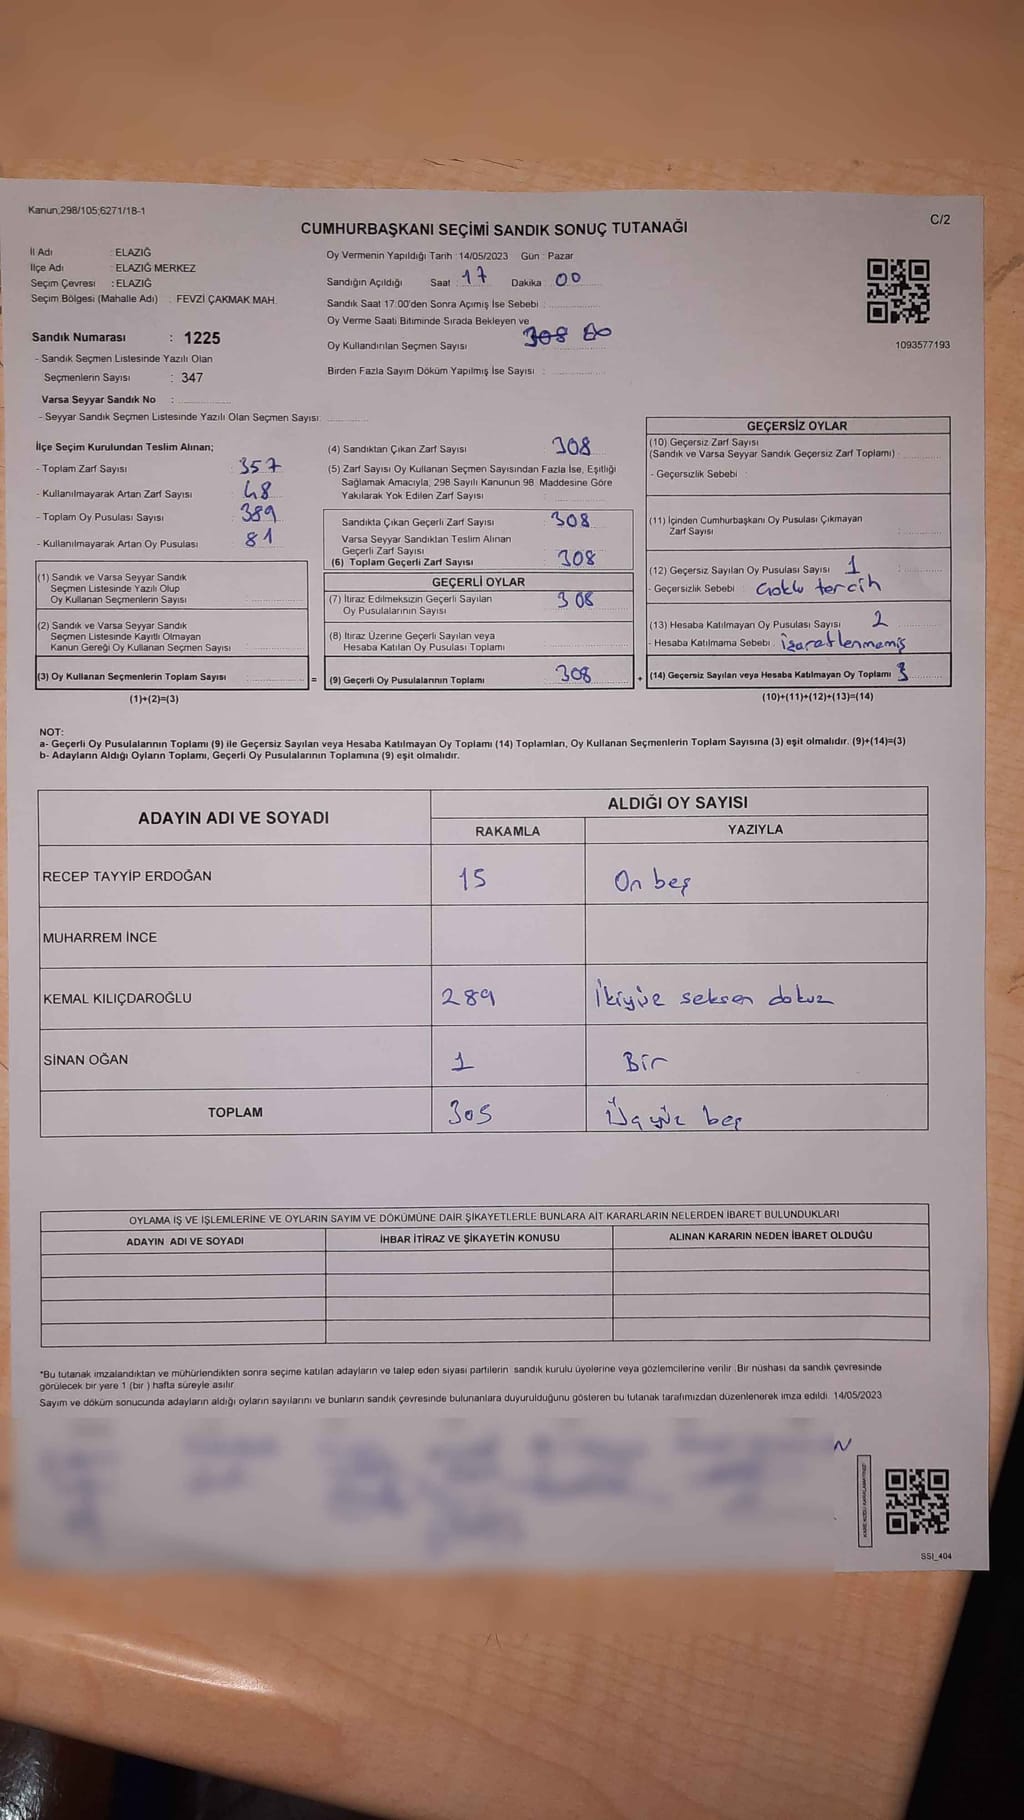 Kanun,298/105;6271/18-1
C/2
CUMHURBAŞKANI SEÇİMİ SANDIK SONUÇ TUTANAĞI
İl Adı : ELAZIĞ
İlçe Adı : ELAZIĞ MERKEZ
Seçim Çevresi : ELAZIĞ
Seçim Bölgesi (Mahalle Adı) : FEVZİ ÇAKMAK MAH.
Sandık Numarası : 1225
- Sandık Seçmen Listesinde Yazılı Olan
Seçmenlerin Sayısı : 347
Varsa Seyyar Sandık No :
- Seyyar Sandık Seçmen Listesinde Yazılı Olan Seçmen Sayısı:
Oy Vermenin Yapıldığı Tarih : 14/05/2023 Gün : Pazar
Sandığın Açıldığı Saat : 17 Dakika : 00
Sandık Saat 17:00'den Sonra Açımış İse Sebebi :
Oy Verme Saati Bitiminde Sırada Bekleyen ve
Oy Kullandırılan Seçmen Sayısı 308
Birden Fazla Sayım Döküm Yapılmış İse Sayısı :
1093577193
İlçe Seçim Kurulundan Teslim Alınan;
- Toplam Zarf Sayısı : 357
- Kullanılmayarak Artan Zarf Sayısı : 48
- Toplam Oy Pusulası Sayısı : 389
- Kullanılmayarak Artan Oy Pusulası : 81
(1) Sandık ve Varsa Seyyar Sandık
Seçmen Listesinde Yazılı Olup
Oy Kullanan Seçmenlerin Sayısı :
(2) Sandık ve Varsa Seyyar Sandık
Seçmen Listesinde Kayıtlı Olmayan
Kanun Gereği Oy Kullanan Seçmen Sayısı :
(3) Oy Kullanan Seçmenlerin Toplam Sayısı :
(1)+(2)=(3)
=
(4) Sandıktan Çıkan Zarf Sayısı 308
(5) Zarf Sayısı Oy Kullanan Seçmen Sayısından Fazla İse, Eşitliği
Sağlamak Amacıyla, 298 Sayılı Kanunun 98. Maddesine Göre
Yakılarak Yok Edilen Zarf Sayısı :
Sandıkta Çıkan Geçerli Zarf Sayısı 308
Varsa Seyyar Sandıktan Teslim Alınan
Geçerli Zarf Sayısı
(6) Toplam Geçerli Zarf Sayısı 308
GEÇERLİ OYLAR
(7) İtiraz Edilmeksizin Geçerli Sayılan
Oy Pusulalarının Sayısı 308
(8) İtiraz Üzerine Geçerli Sayılan veya
Hesaba Katılan Oy Pusulası Toplamı
(9) Geçerli Oy Pusulalarının Toplamı 308
+
GEÇERSİZ OYLAR
(10) Geçersiz Zarf Sayısı
(Sandık ve Varsa Seyyar Sandık Geçersiz Zarf Toplamı) :
- Geçersizlik Sebebi :
(11) İçinden Cumhurbaşkanı Oy Pusulası Çıkmayan
Zarf Sayısı :
(12) Geçersiz Sayılan Oy Pusulası Sayısı 1
- Geçersizlik Sebebi : Çoklu tercih
(13) Hesaba Katılmayan Oy Pusulası Sayısı 2
- Hesaba Katılmama Sebebi : işaretlenmemiş
(14) Geçersiz Sayılan veya Hesaba Katılmayan Oy Toplamı 3
(10)+(11)+(12)+(13)=(14)
NOT:
a- Geçerli Oy Pusulalarının Toplamı (9) ile Geçersiz Sayılan veya Hesaba Katılmayan Oy Toplamı (14) Toplamları, Oy Kullanan Seçmenlerin Toplam Sayısına (3) eşit olmalıdır. (9)+(14)=(3)
b- Adayların Aldığı Oyların Toplamı, Geçerli Oy Pusulalarının Toplamına (9) eşit olmalıdır.
ADAYIN ADI VE SOYADI
ALDIĞI OY SAYISI
RAKAMLA YAZIYLA
RECEP TAYYİP ERDOĞAN 15 On beş
MUHARREM İNCE
KEMAL KILIÇDAROĞLU 289 İkiyüz seksen dokuz
SİNAN OĞAN 1 Bir
TOPLAM 305 Üçyüz beş
OYLAMA İŞ VE İŞLEMLERİNE VE OYLARIN SAYIM VE DÖKÜMÜNE DAİR ŞİKAYETLERLE BUNLARA AİT KARARLARIN NELERDEN İBARET BULUNDUKLARI
ADAYIN ADI VE SOYADI İHBAR İTİRAZ VE ŞİKAYETİN KONUSU ALINAN KARARIN NEDEN İBARET OLDUĞU
*Bu tutanak imzalandıktan ve mühürlendikten sonra seçime katılan adayların ve talep eden siyasi partilerin sandık kurulu üyelerine veya gözlemcilerine verilir. Bir nüshası da sandık çevresinde
görülecek bir yere 1 (bir ) hafta süreyle asılır.
Sayım ve döküm sonucunda adayların aldığı oyların sayılarını ve bunların sandık çevresinde bulunanlara duyurulduğunu gösteren bu tutanak tarafımızdan düzenlenerek imza edildi. 14/05/2023
N
SSI_404